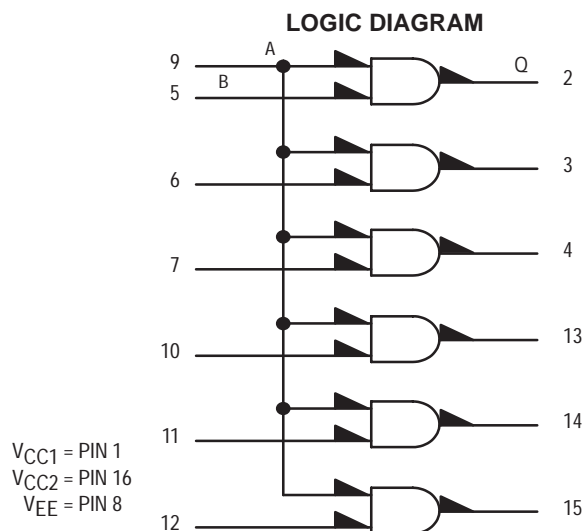 LOGIC DIAGRAM
A
9
B
5
Q
2
6
3
7
4
10
13
11
14
VCC1 = PIN 1
VCC2 = PIN 16
VEE = PIN 8
12
15